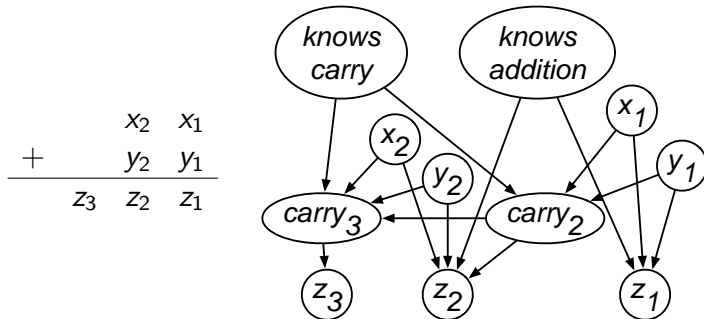 x2 x1
+ y2 y1
z3 z2 z1
knows
carry
knows
addition
x1
x2
y1
y2
carry3
carry2
z3
z2
z1